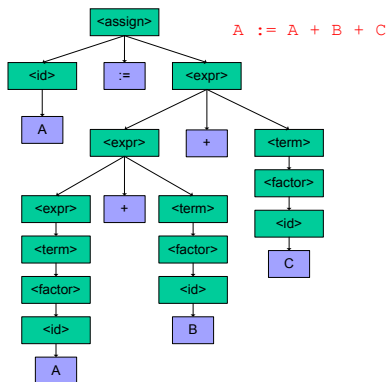 <assign>
A := A + B + C
<id> := <expr>
A
<expr> + <term>
<factor>
<expr> + <term> <id>
<term> <factor> C
<factor> <id>
<id> B
A